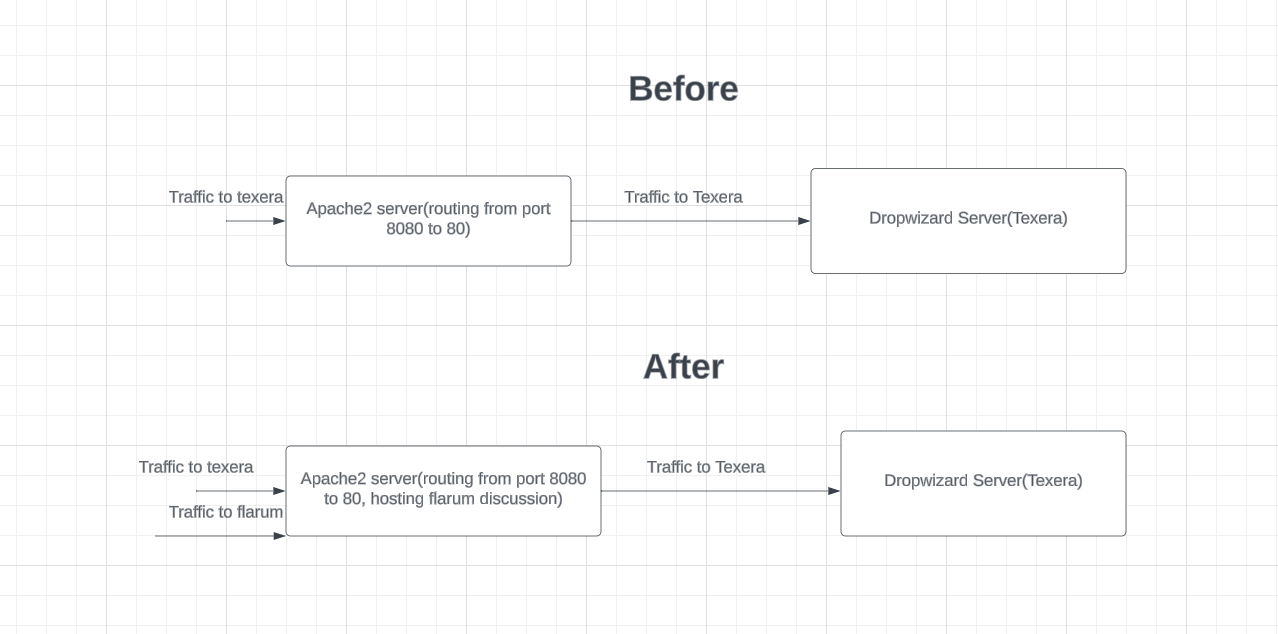 Before
Traffic to texera
Apache2 server(routing from port
8080 to 80)
Traffic to Texera
Dropwizard Server(Texera)
After
Traffic to texera
Traffic to flarum
Apache2 server(routing from port 8080
to 80, hosting flarum discussion)
Traffic to Texera
Dropwizard Server(Texera)